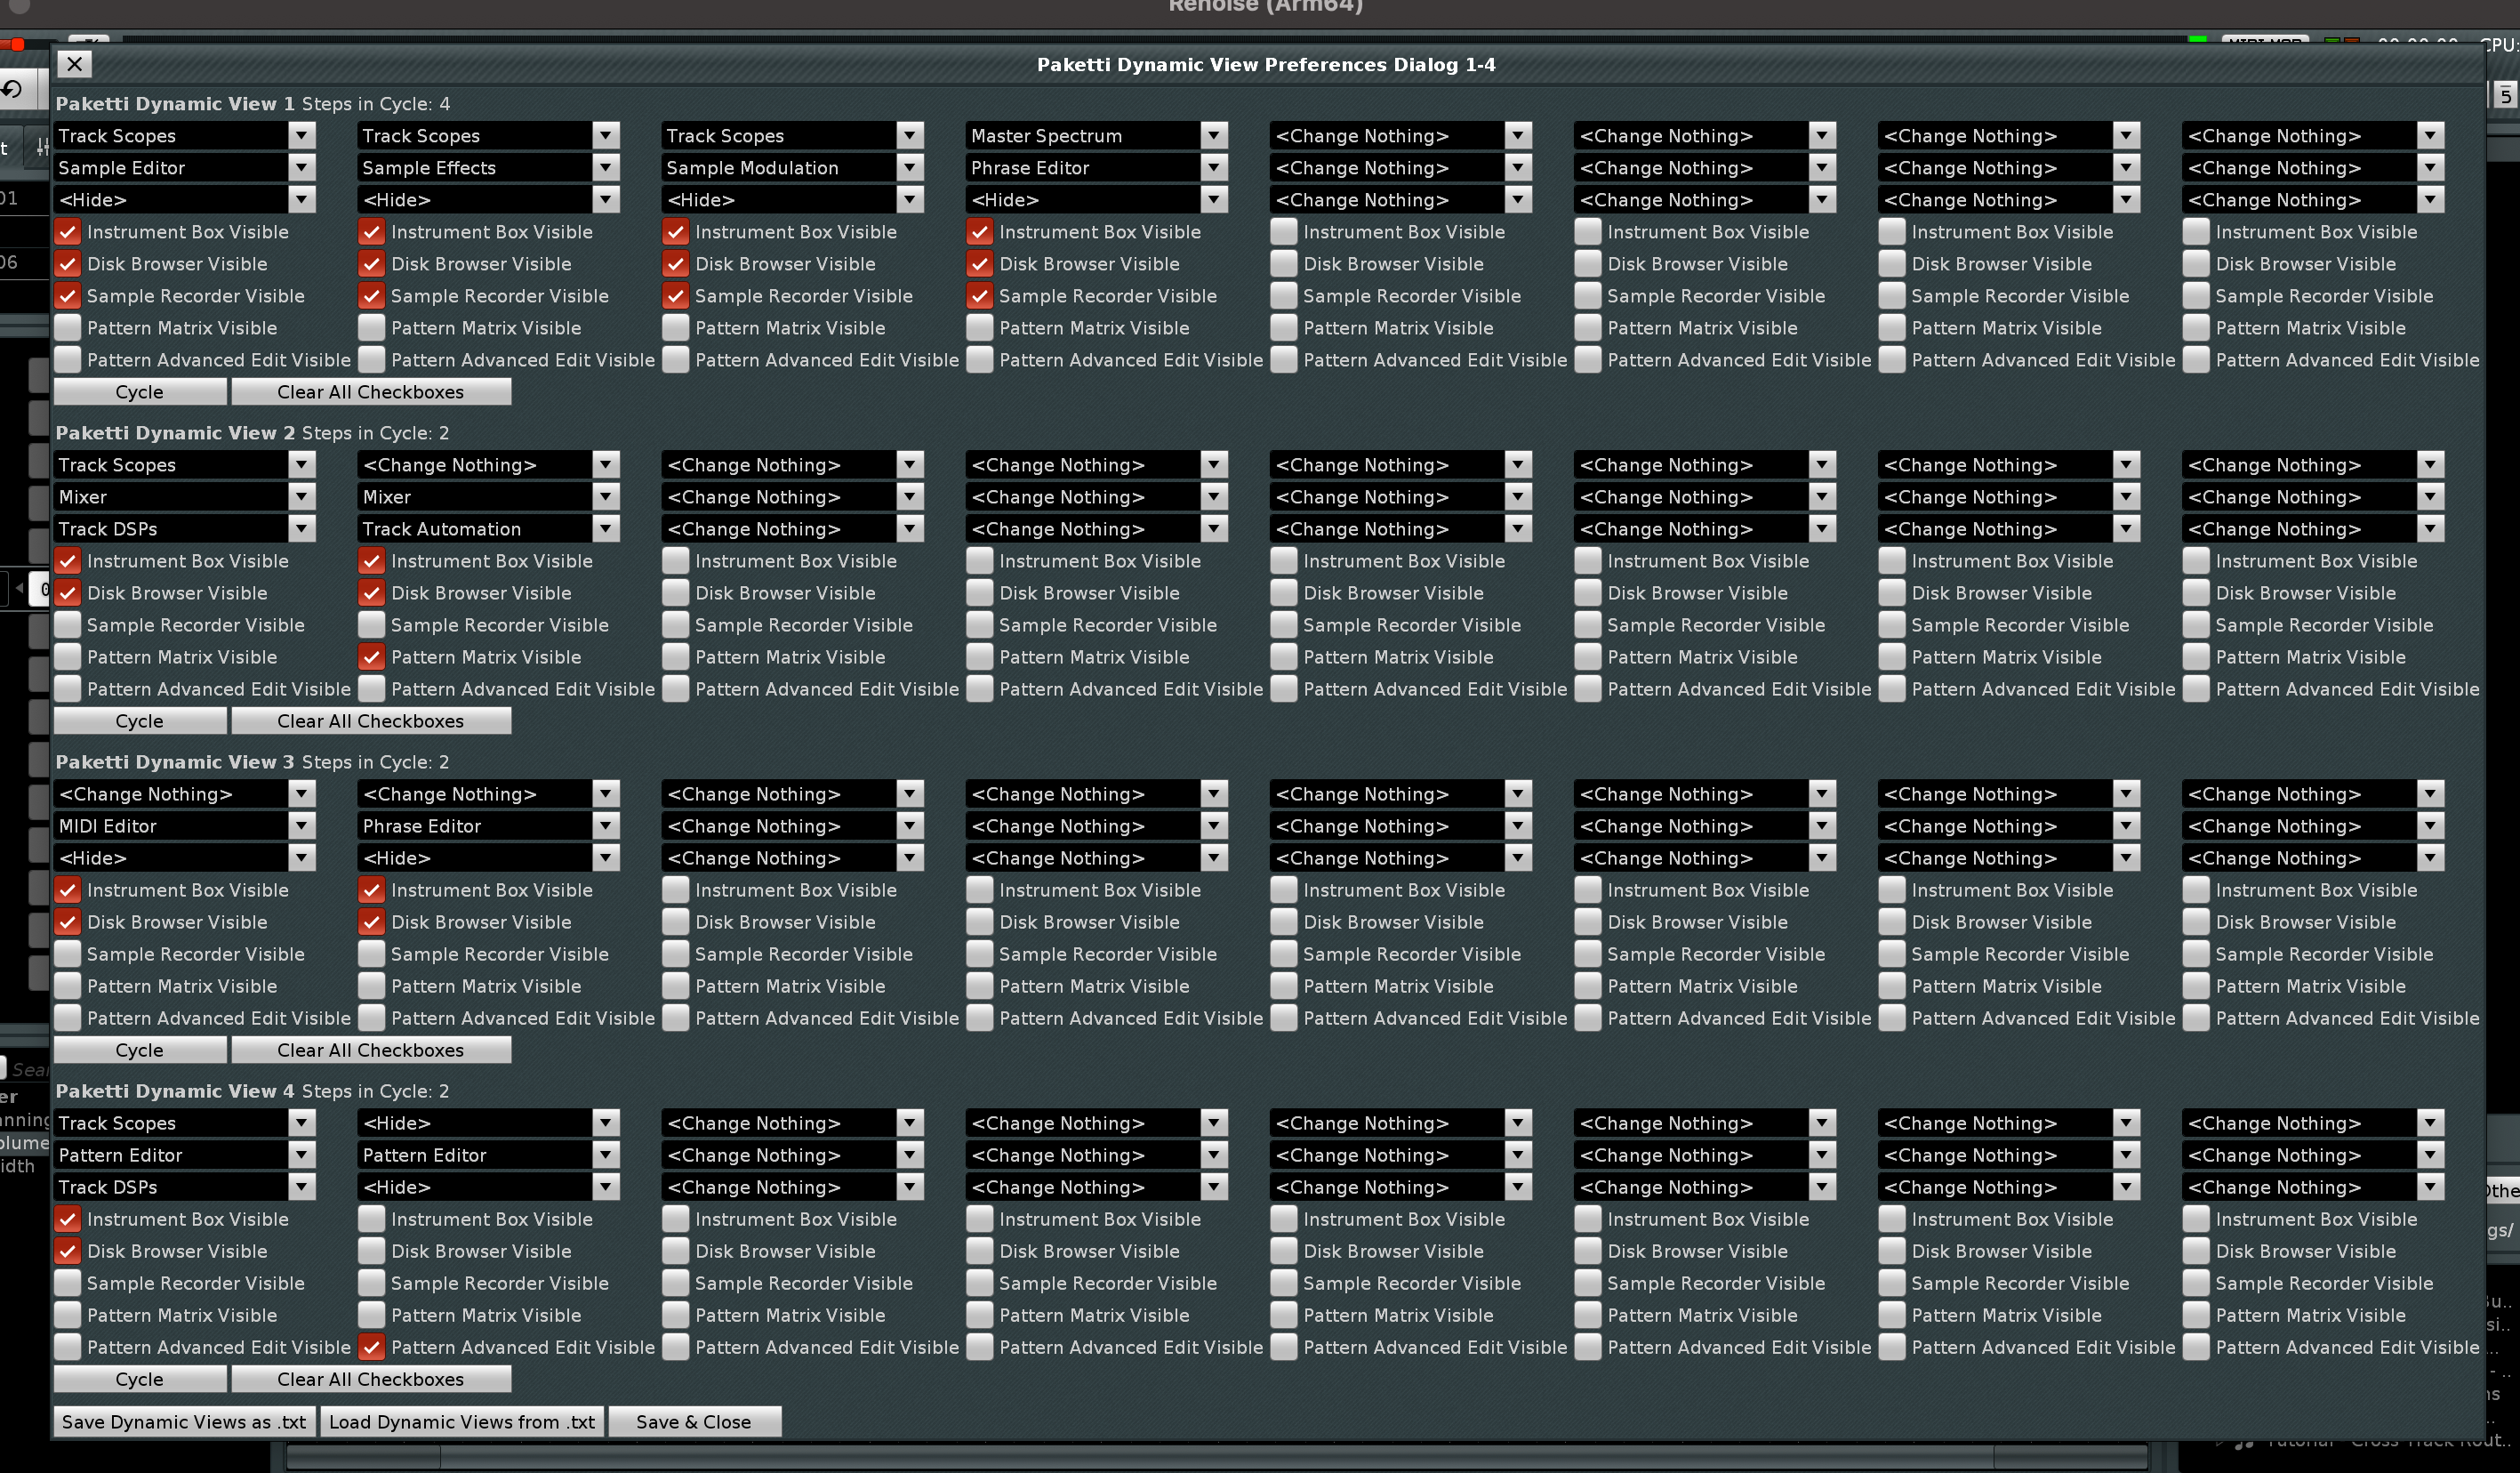 Renoise (Arm64)
Paketti Dynamic View Preferences Dialog 1-4
Paketti Dynamic View 1 Steps in Cycle: 4
Track Scopes Track Scopes Track Scopes Master Spectrum <Change Nothing> <Change Nothing> <Change Nothing> <Change Nothing>
Sample Editor Sample Effects Sample Modulation Phrase Editor <Change Nothing> <Change Nothing> <Change Nothing> <Change Nothing>
<Hide> <Hide> <Hide> <Hide> <Change Nothing> <Change Nothing> <Change Nothing> <Change Nothing>
Instrument Box Visible Instrument Box Visible Instrument Box Visible Instrument Box Visible Instrument Box Visible Instrument Box Visible Instrument Box Visible Instrument Box Visible
Disk Browser Visible Disk Browser Visible Disk Browser Visible Disk Browser Visible Disk Browser Visible Disk Browser Visible Disk Browser Visible Disk Browser Visible
Sample Recorder Visible Sample Recorder Visible Sample Recorder Visible Sample Recorder Visible Sample Recorder Visible Sample Recorder Visible Sample Recorder Visible Sample Recorder Visible
Pattern Matrix Visible Pattern Matrix Visible Pattern Matrix Visible Pattern Matrix Visible Pattern Matrix Visible Pattern Matrix Visible Pattern Matrix Visible Pattern Matrix Visible
Pattern Advanced Edit Visible Pattern Advanced Edit Visible Pattern Advanced Edit Visible Pattern Advanced Edit Visible Pattern Advanced Edit Visible Pattern Advanced Edit Visible Pattern Advanced Edit Visible Pattern Advanced Edit Visible
Cycle Clear All Checkboxes
Paketti Dynamic View 2 Steps in Cycle: 2
Track Scopes <Change Nothing> <Change Nothing> <Change Nothing> <Change Nothing> <Change Nothing> <Change Nothing> <Change Nothing>
Mixer Mixer <Change Nothing> <Change Nothing> <Change Nothing> <Change Nothing> <Change Nothing> <Change Nothing>
Track DSPs Track Automation <Change Nothing> <Change Nothing> <Change Nothing> <Change Nothing> <Change Nothing> <Change Nothing>
Instrument Box Visible Instrument Box Visible Instrument Box Visible Instrument Box Visible Instrument Box Visible Instrument Box Visible Instrument Box Visible Instrument Box Visible
Disk Browser Visible Disk Browser Visible Disk Browser Visible Disk Browser Visible Disk Browser Visible Disk Browser Visible Disk Browser Visible Disk Browser Visible
Sample Recorder Visible Sample Recorder Visible Sample Recorder Visible Sample Recorder Visible Sample Recorder Visible Sample Recorder Visible Sample Recorder Visible Sample Recorder Visible
Pattern Matrix Visible Pattern Matrix Visible Pattern Matrix Visible Pattern Matrix Visible Pattern Matrix Visible Pattern Matrix Visible Pattern Matrix Visible Pattern Matrix Visible
Pattern Advanced Edit Visible Pattern Advanced Edit Visible Pattern Advanced Edit Visible Pattern Advanced Edit Visible Pattern Advanced Edit Visible Pattern Advanced Edit Visible Pattern Advanced Edit Visible Pattern Advanced Edit Visible
Cycle Clear All Checkboxes
Paketti Dynamic View 3 Steps in Cycle: 2
<Change Nothing> <Change Nothing> <Change Nothing> <Change Nothing> <Change Nothing> <Change Nothing> <Change Nothing> <Change Nothing>
MIDI Editor Phrase Editor <Change Nothing> <Change Nothing> <Change Nothing> <Change Nothing> <Change Nothing> <Change Nothing>
<Hide> <Hide> <Change Nothing> <Change Nothing> <Change Nothing> <Change Nothing> <Change Nothing> <Change Nothing>
Instrument Box Visible Instrument Box Visible Instrument Box Visible Instrument Box Visible Instrument Box Visible Instrument Box Visible Instrument Box Visible Instrument Box Visible
Disk Browser Visible Disk Browser Visible Disk Browser Visible Disk Browser Visible Disk Browser Visible Disk Browser Visible Disk Browser Visible Disk Browser Visible
Sample Recorder Visible Sample Recorder Visible Sample Recorder Visible Sample Recorder Visible Sample Recorder Visible Sample Recorder Visible Sample Recorder Visible Sample Recorder Visible
Pattern Matrix Visible Pattern Matrix Visible Pattern Matrix Visible Pattern Matrix Visible Pattern Matrix Visible Pattern Matrix Visible Pattern Matrix Visible Pattern Matrix Visible
Pattern Advanced Edit Visible Pattern Advanced Edit Visible Pattern Advanced Edit Visible Pattern Advanced Edit Visible Pattern Advanced Edit Visible Pattern Advanced Edit Visible Pattern Advanced Edit Visible Pattern Advanced Edit Visible
Cycle Clear All Checkboxes
Paketti Dynamic View 4 Steps in Cycle: 2
Track Scopes <Hide> <Change Nothing> <Change Nothing> <Change Nothing> <Change Nothing> <Change Nothing> <Change Nothing>
Pattern Editor Pattern Editor <Change Nothing> <Change Nothing> <Change Nothing> <Change Nothing> <Change Nothing> <Change Nothing>
Track DSPs <Hide> <Change Nothing> <Change Nothing> <Change Nothing> <Change Nothing> <Change Nothing> <Change Nothing>
Instrument Box Visible Instrument Box Visible Instrument Box Visible Instrument Box Visible Instrument Box Visible Instrument Box Visible Instrument Box Visible Instrument Box Visible
Disk Browser Visible Disk Browser Visible Disk Browser Visible Disk Browser Visible Disk Browser Visible Disk Browser Visible Disk Browser Visible Disk Browser Visible
Sample Recorder Visible Sample Recorder Visible Sample Recorder Visible Sample Recorder Visible Sample Recorder Visible Sample Recorder Visible Sample Recorder Visible Sample Recorder Visible
Pattern Matrix Visible Pattern Matrix Visible Pattern Matrix Visible Pattern Matrix Visible Pattern Matrix Visible Pattern Matrix Visible Pattern Matrix Visible Pattern Matrix Visible
Pattern Advanced Edit Visible Pattern Advanced Edit Visible Pattern Advanced Edit Visible Pattern Advanced Edit Visible Pattern Advanced Edit Visible Pattern Advanced Edit Visible Pattern Advanced Edit Visible Pattern Advanced Edit Visible
Cycle Clear All Checkboxes
Save Dynamic Views as .txt Load Dynamic Views from .txt Save & Close